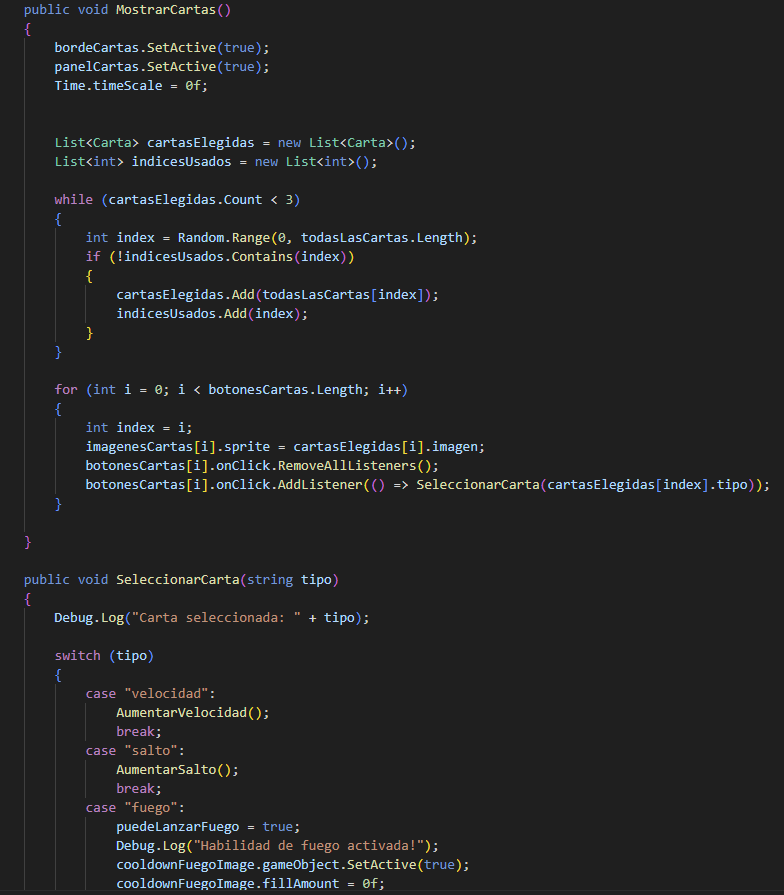 public void MostrarCartas()
{
    bordeCartas.SetActive(true);
    panelCartas.SetActive(true);
    Time.timeScale = 0f;


    List<Carta> cartasElegidas = new List<Carta>();
    List<int> indicesUsados = new List<int>();

    while (cartasElegidas.Count < 3)
    {
        int index = Random.Range(0, todasLasCartas.Length);
        if (!indicesUsados.Contains(index))
        {
            cartasElegidas.Add(todasLasCartas[index]);
            indicesUsados.Add(index);
        }
    }

    for (int i = 0; i < botonesCartas.Length; i++)
    {
        int index = i;
        imagenesCartas[i].sprite = cartasElegidas[i].imagen;
        botonesCartas[i].onClick.RemoveAllListeners();
        botonesCartas[i].onClick.AddListener(() => SeleccionarCarta(cartasElegidas[index].tipo));
    }

}

public void SeleccionarCarta(string tipo)
{
    Debug.Log("Carta seleccionada: " + tipo);

    switch (tipo)
    {
        case "velocidad":
            AumentarVelocidad();
            break;
        case "salto":
            AumentarSalto();
            break;
        case "fuego":
            puedeLanzarFuego = true;
            Debug.Log("Habilidad de fuego activada!");
            cooldownFuegoImage.gameObject.SetActive(true);
            cooldownFuegoImage.fillAmount = 0f;